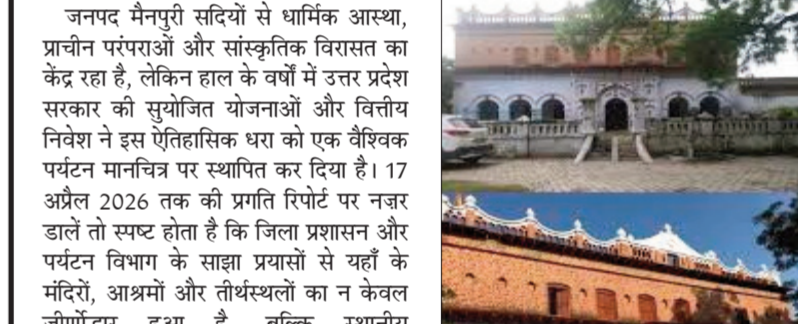 जनपद मैनपुरी सदियों से धार्मिक आस्था,
प्राचीन परंपराओं और सांस्कृतिक विरासत का
केंद्र रहा है, लेकिन हाल के वर्षों में उत्तर प्रदेश
सरकार की सुयोजित योजनाओं और वित्तीय
निवेश ने इस ऐतिहासिक धरा को एक वैश्विक
पर्यटन मानचित्र पर स्थापित कर दिया है। 17
अप्रैल 2026 तक की प्रगति रिपोर्ट पर नज़र
डालें तो स्पष्ट होता है कि जिला प्रशासन और
पर्यटन विभाग के साझा प्रयासों से यहाँ के
मंदिरों, आश्रमों और तीर्थस्थलों का न केवल
जीर्णोद्धार हुआ है, बल्कि स्थानीय